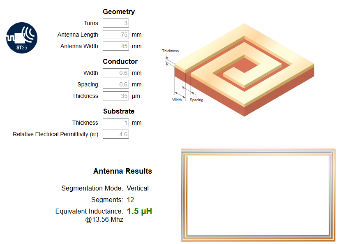 Geometry
Turns 3
Antenna Length 75 mm
Antenna Width 45 mm
Conductor
Width 0.6 mm
Spacing 0.6 mm
Thickness 35 µm
Substrate
Thickness 1 mm
Relative Electrical Permittivity (εr) 4.6
Thickness
Width
Spacing
Antenna Results
Segmentation Mode: Vertical
Segments: 12
Equivalent Inductance: 1.5 µH
@13.56 Mhz